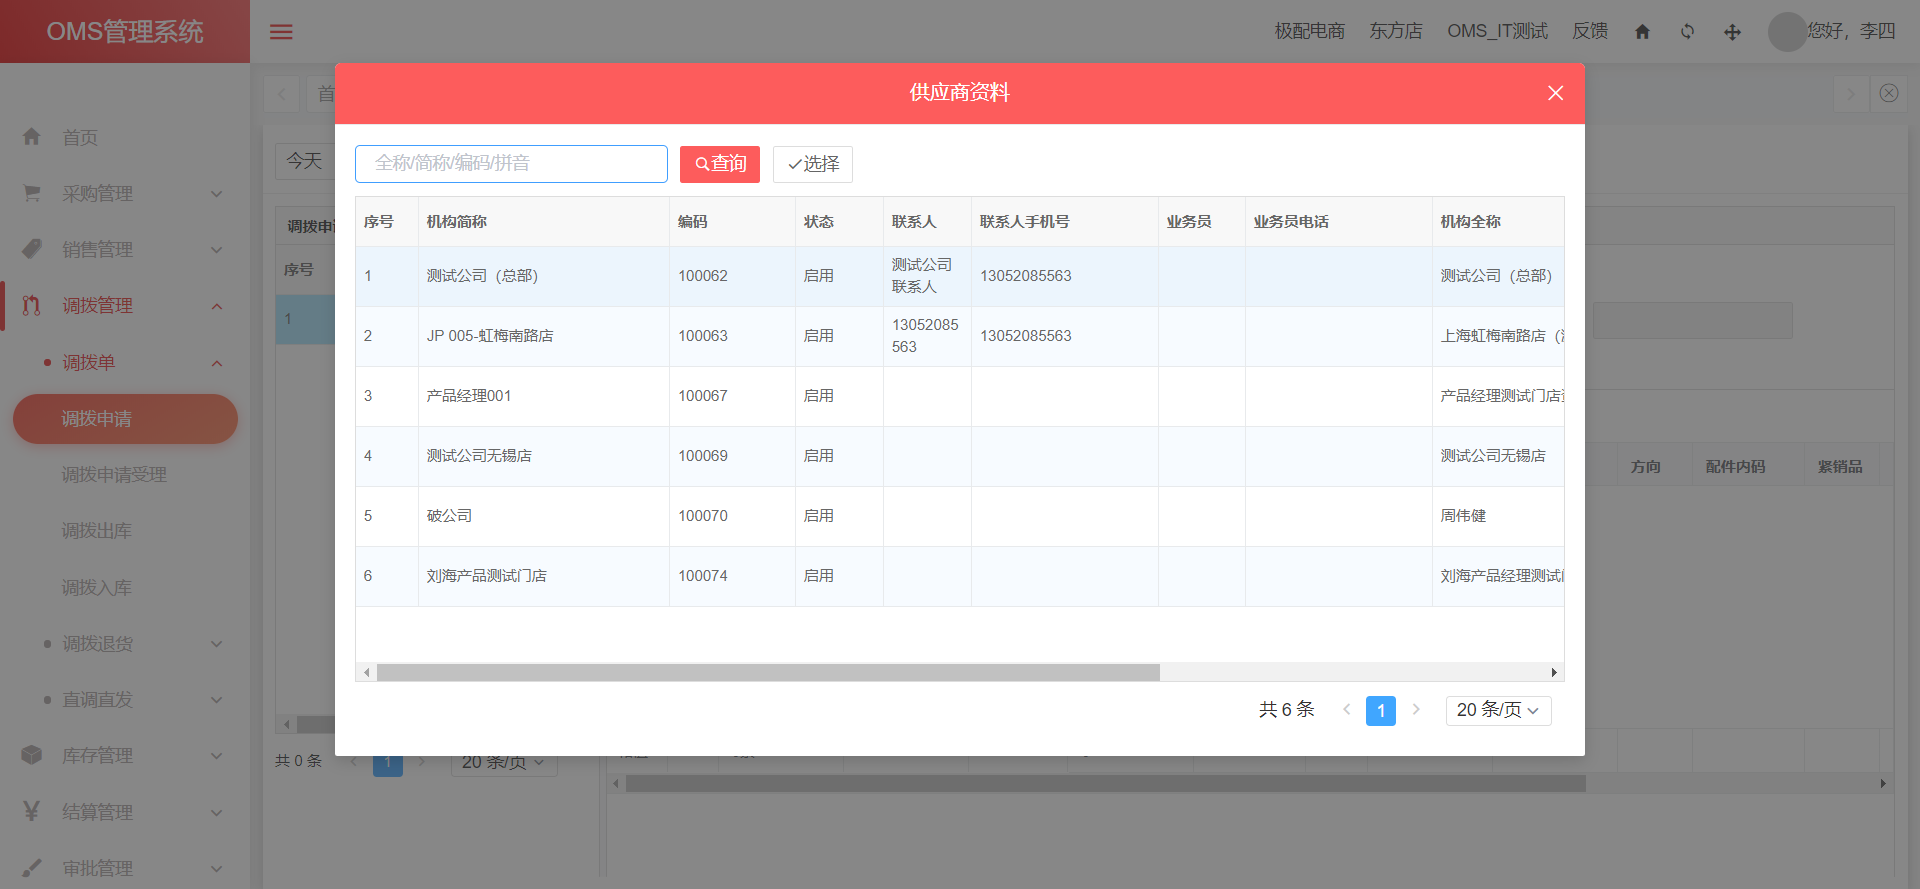 OMS管理系统
极配电商 东方店 OMS_IT测试 反馈 您好，李四
首页
采购管理
销售管理
调拨管理
调拨单
调拨申请
调拨申请受理
调拨出库
调拨入库
调拨退货
直调直发
库存管理
结算管理
审批管理
首
今天
调拨申
序号
1
方向 配件内码 紧销品
共 0 条 1 20 条/页
供应商资料
全称/简称/编码/拼音 查询 选择
序号 机构简称 编码 状态 联系人 联系人手机号 业务员 业务员电话 机构全称
1 测试公司（总部） 100062 启用 测试公司联系人 13052085563 测试公司（总部）
2 JP 005-虹梅南路店 100063 启用 13052085563 13052085563 上海虹梅南路店（
3 产品经理001 100067 启用 产品经理测试门店
4 测试公司无锡店 100069 启用 测试公司无锡店
5 破公司 100070 启用 周伟健
6 刘海产品测试门店 100074 启用 刘海产品经理测试
共 6 条 1 20 条/页